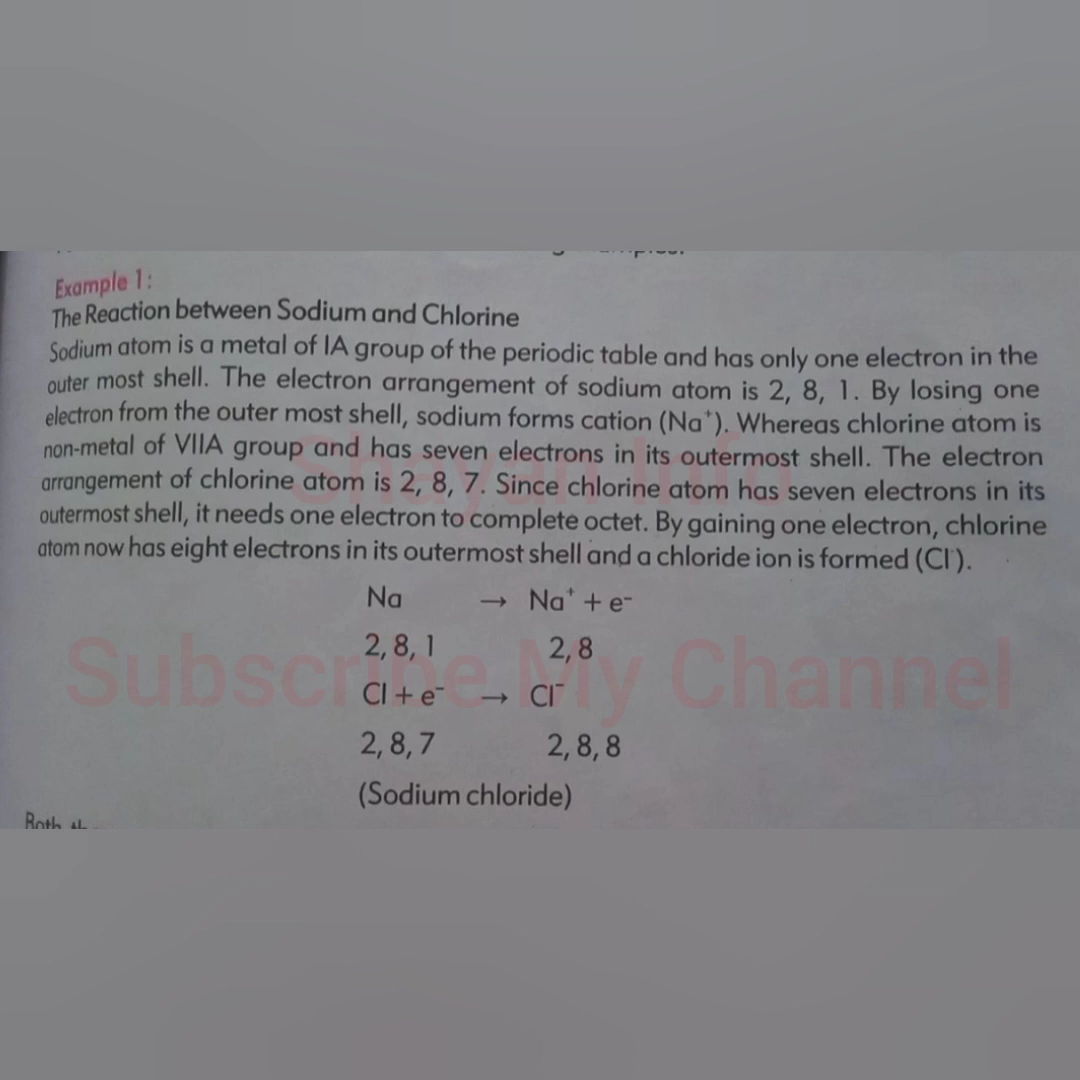 Example 1:
The Reaction between Sodium and Chlorine
Sodium atom is a metal of IA group of the periodic table and has only one electron in the
outer most shell. The electron arrangement of sodium atom is 2, 8, 1. By losing one
electron from the outer most shell, sodium forms cation (Na⁺). Whereas chlorine atom is
non-metal of VIIA group and has seven electrons in its outermost shell. The electron
arrangement of chlorine atom is 2, 8, 7. Since chlorine atom has seven electrons in its
outermost shell, it needs one electron to complete octet. By gaining one electron, chlorine
atom now has eight electrons in its outermost shell and a chloride ion is formed (Cl⁻).
Na → Na⁺ + e⁻
2, 8, 1 2, 8
Subscribe My Channel
Cl + e⁻ → Cl⁻
2, 8, 7 2, 8, 8
(Sodium chloride)
Both